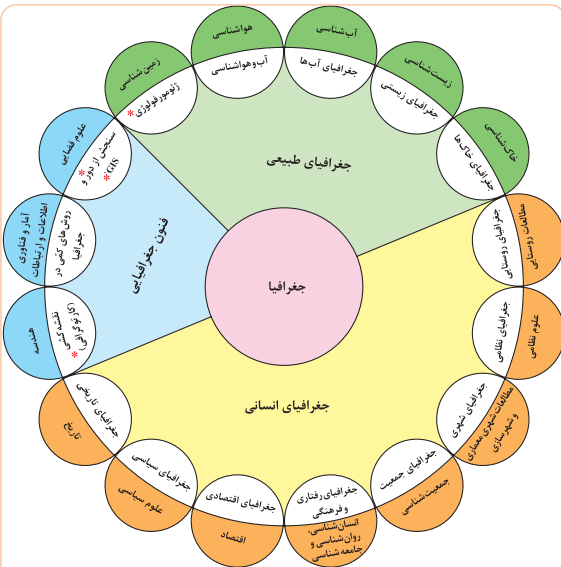 هواشناسی
آب‌وهواشناسی
آب‌شناسی
جغرافیای آب‌ها
زیست‌شناسی
جغرافیای زیستی
خاک‌شناسی
جغرافیای خاک‌ها
زمین‌شناسی
ژئومورفولوژی*
علوم فضایی
سنجش از دور* و
GIS*
آمار و فناوری
اطلاعات و ارتباطات
روش‌های کمی در
جغرافیا
هندسه
نقشه‌کشی
(کارتوگرافی)
*
جغرافیای طبیعی
فنون جغرافیایی
جغرافیا
جغرافیای انسانی
مطالعات روستایی
جغرافیای روستایی
علوم نظامی
جغرافیای نظامی
مطالعات شهری معماری
و شهرسازی
جغرافیای شهری
جمعیت‌شناسی
جغرافیای جمعیت
جغرافیای رفتاری
و فرهنگی
انسان‌شناسی،
روان‌شناسی و
جامعه‌شناسی
جغرافیای اقتصادی
اقتصاد
جغرافیای سیاسی
علوم سیاسی
جغرافیای تاریخی
تاریخ